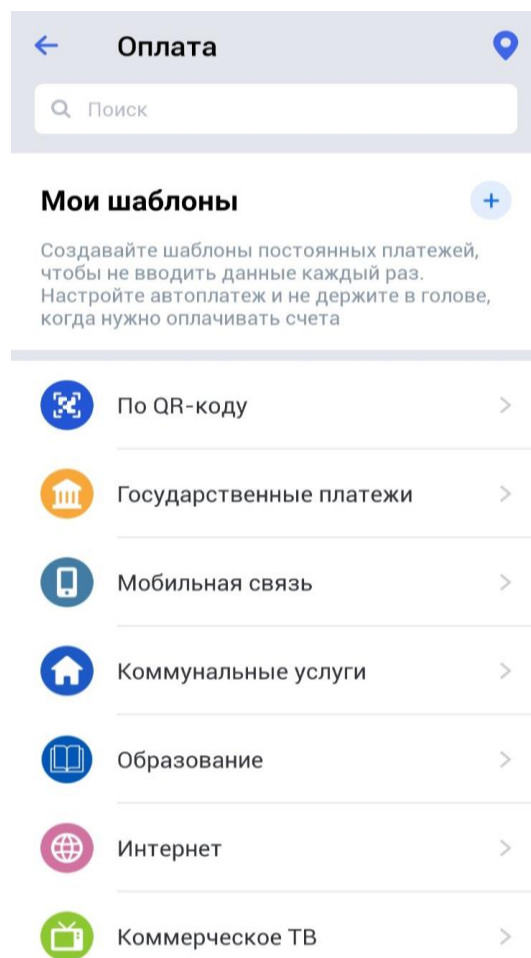 Оплата
Поиск
Мои шаблоны
Создавайте шаблоны постоянных платежей,
чтобы не вводить данные каждый раз.
Настройте автоплатеж и не держите в голове,
когда нужно оплачивать счета
По QR-коду
Государственные платежи
Мобильная связь
Коммунальные услуги
Образование
Интернет
Коммерческое ТВ